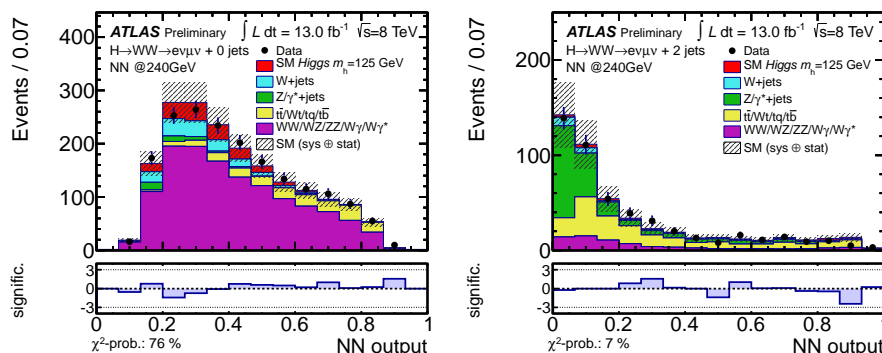 ATLAS Preliminary ∫ L dt = 13.0 fb⁻¹ √s=8 TeV
H→WW→eνμν + 0 jets
NN @240GeV
Data
SM Higgs m_h=125 GeV
W+jets
Z/γ*+jets
tt̄/Wt/tq/tb̄
WW/WZ/ZZ/Wγ/Wγ*
SM (sys ⊕ stat)
Events / 0.07
400
300
200
100
0
signific.
3
0
-3
0 0.2 0.4 0.6 0.8 1
χ²-prob.: 76 %
NN output
ATLAS Preliminary ∫ L dt = 13.0 fb⁻¹ √s=8 TeV
H→WW→eνμν + 2 jets
NN @240GeV
Data
SM Higgs m_h=125 GeV
W+jets
Z/γ*+jets
tt̄/Wt/tq/tb̄
WW/WZ/ZZ/Wγ/Wγ*
SM (sys ⊕ stat)
Events / 0.07
200
100
0
signific.
3
0
-3
0 0.2 0.4 0.6 0.8 1
χ²-prob.: 7 %
NN output